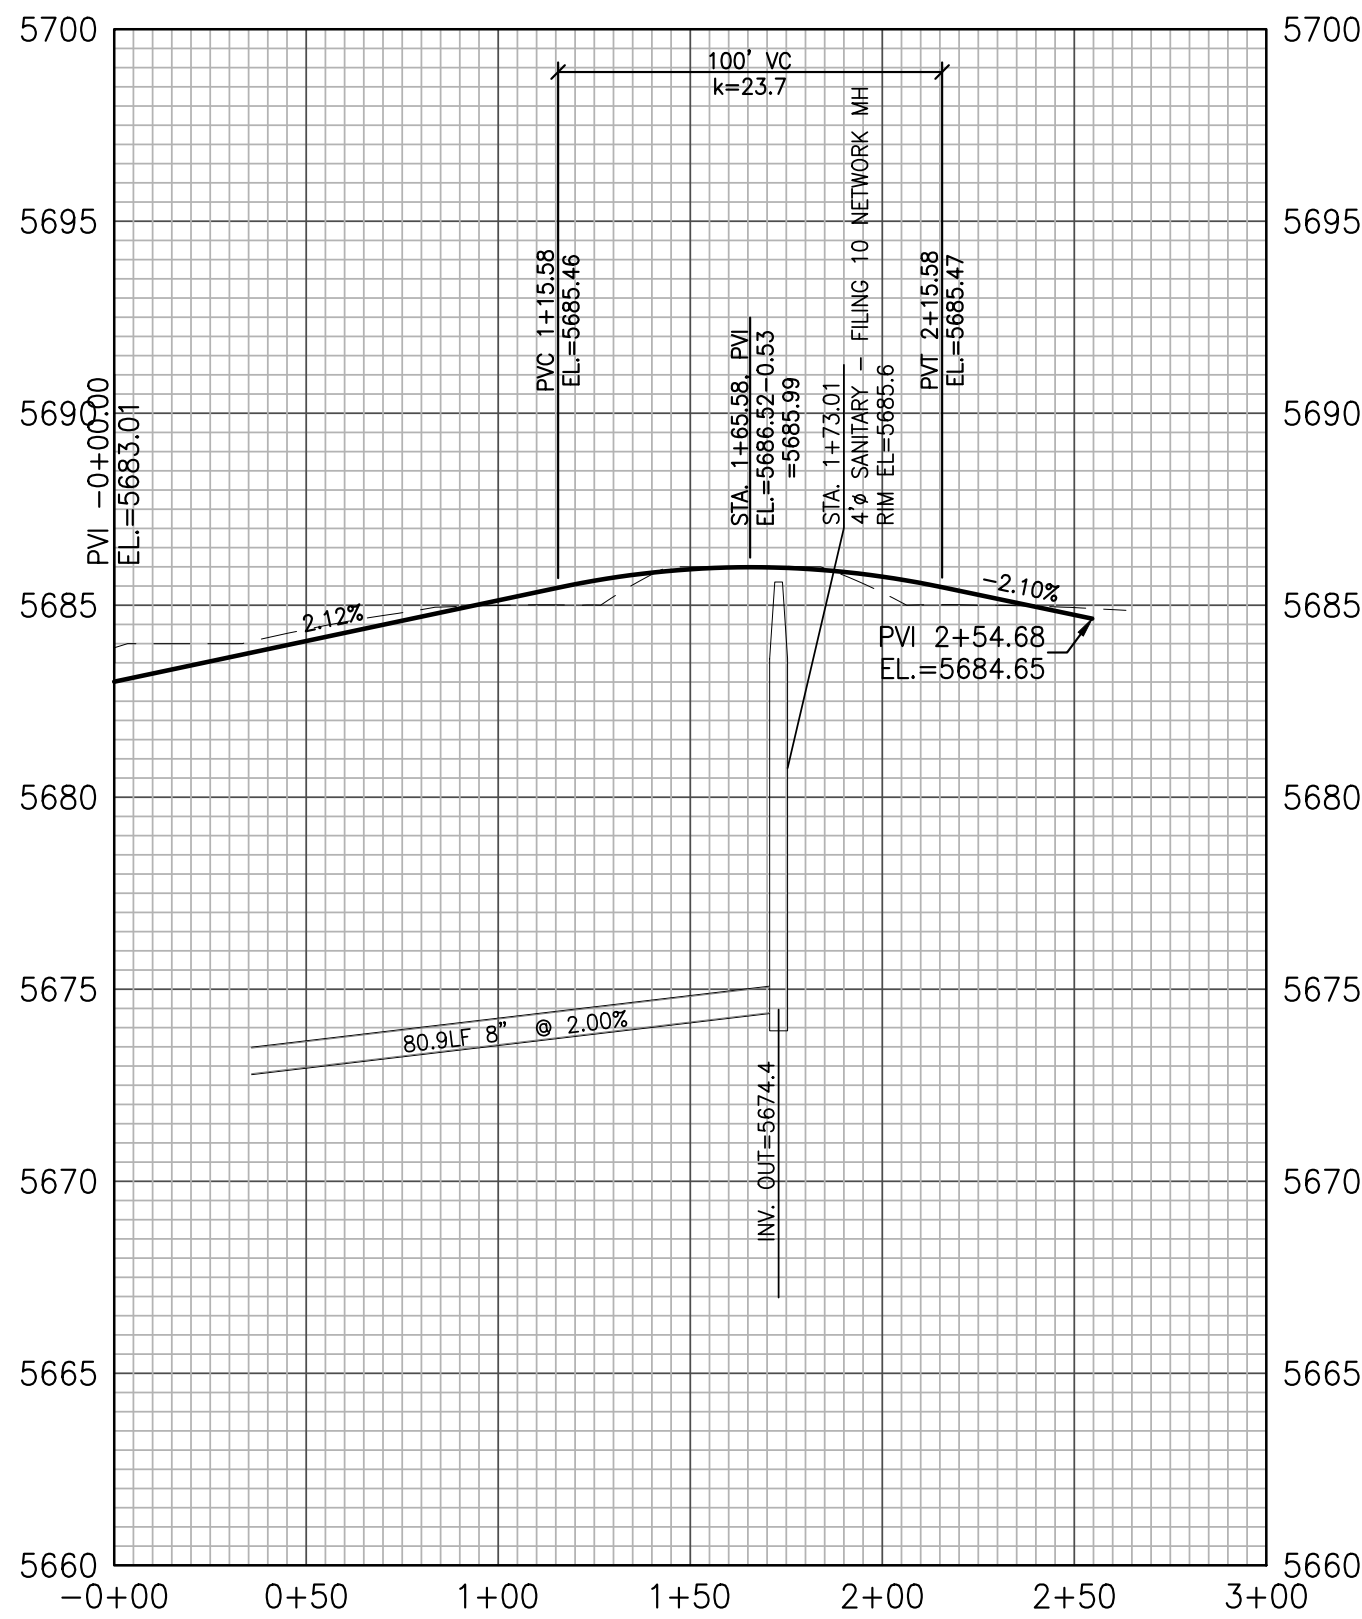 5700
5700
100' VC
k=23.7
5695
5695
PVC 1+15.58
EL.=5685.46
STA. 1+65.58, PVI
EL.=5686.52-0.53
=5685.99
STA. 1+73.01
4'ø SANITARY - FILING 10 NETWORK MH
RIM EL=5685.6
PVT 2+15.58
EL.=5685.47
PVI -0+00.00
EL.=5683.01
5690
5690
5685
5685
2.12%
-2.10%
PVI 2+54.68
EL.=5684.65
5680
5680
5675
5675
80.9LF 8" @ 2.00%
INV. OUT=5674.4
5670
5670
5665
5665
5660
5660
-0+00 0+50 1+00 1+50 2+00 2+50 3+00